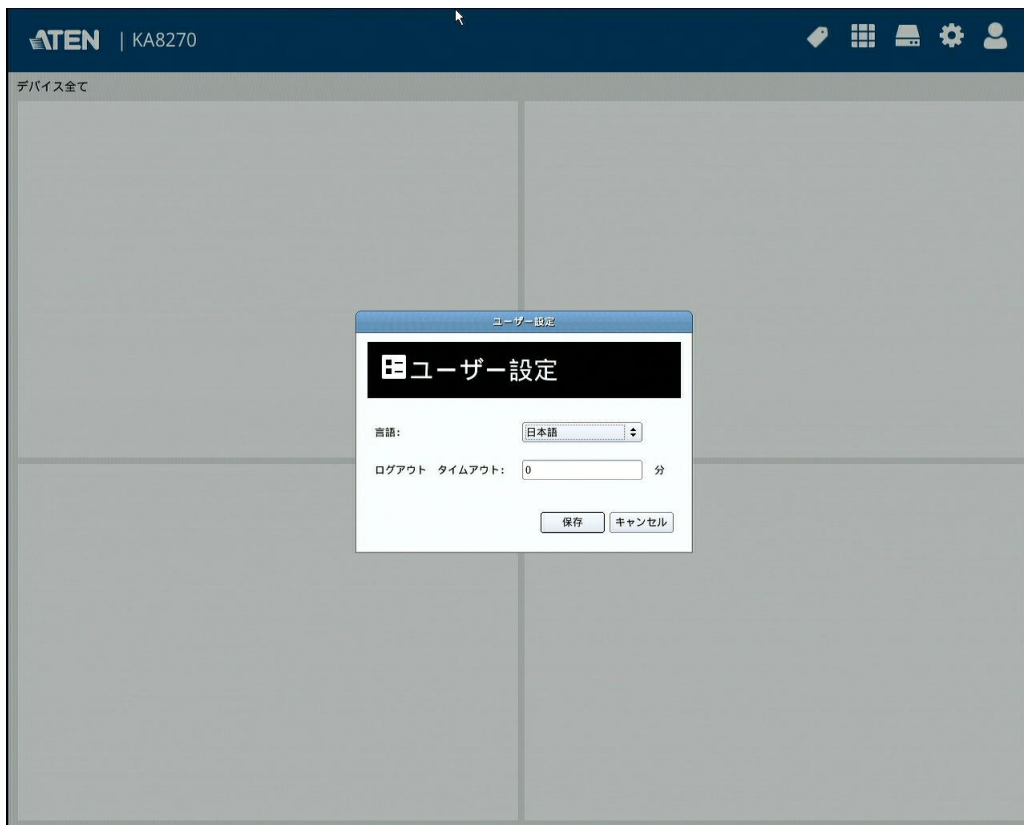 ATEN | KA8270
デバイス全て
ユーザー設定
ユーザー設定
言語: 日本語
ログアウト タイムアウト: 0 分
保存 キャンセル